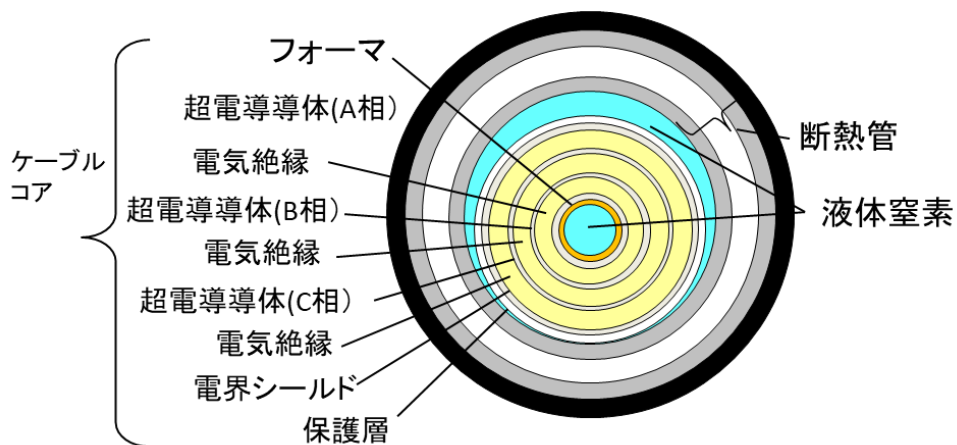 フォーマ
超電導導体(A相)
電気絶縁
ケーブル
コア
超電導導体(B相)
電気絶縁
超電導導体(C相)
電気絶縁
電界シールド
保護層
断熱管
液体窒素